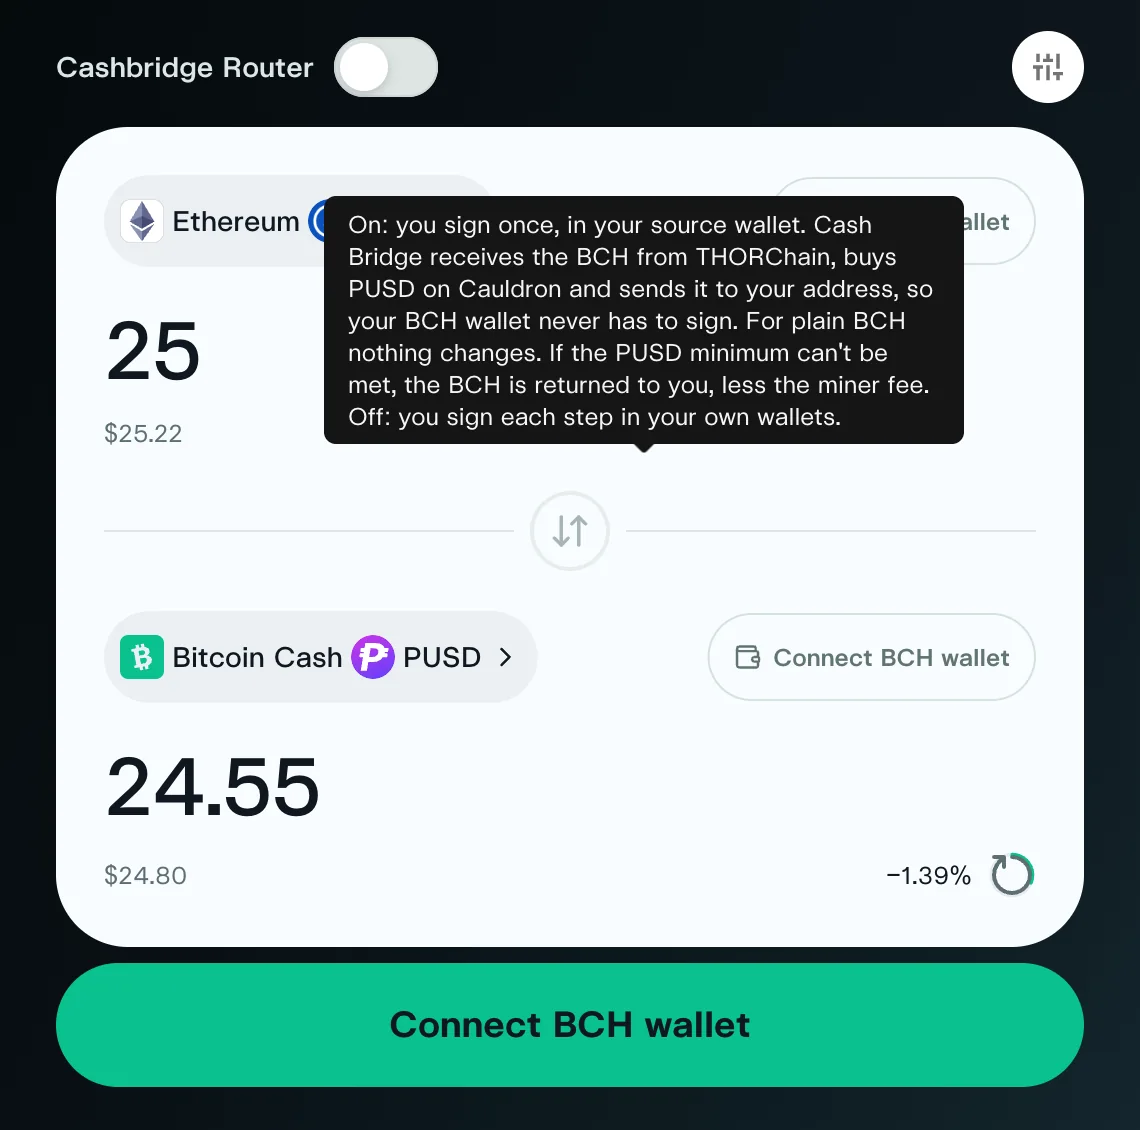 Cashbridge Router
Ethereum
On: you sign once, in your source wallet. Cash
Bridge receives the BCH from THORChain, buys
PUSD on Cauldron and sends it to your address, so
your BCH wallet never has to sign. For plain BCH
nothing changes. If the PUSD minimum can't be
met, the BCH is returned to you, less the miner fee.
Off: you sign each step in your own wallets.
25
$25.22
Bitcoin Cash PUSD
Connect BCH wallet
24.55
$24.80
−1.39%
Connect BCH wallet